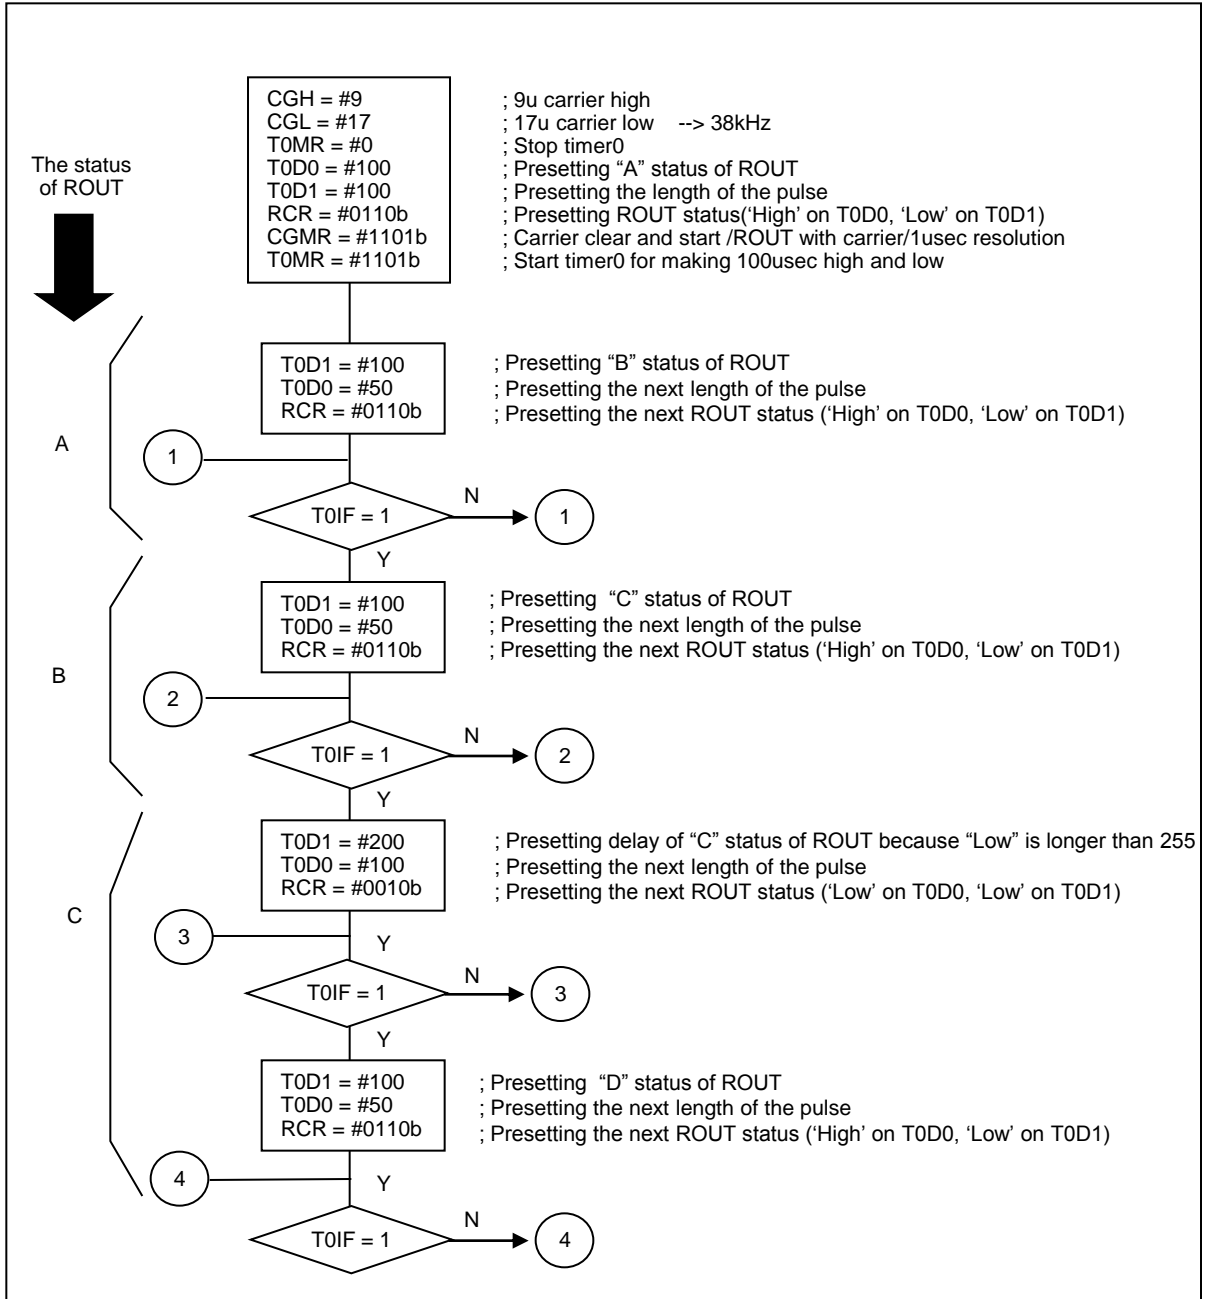 CGH = #9 ; 9u carrier high
CGL = #17 ; 17u carrier low --> 38kHz
T0MR = #0 ; Stop timer0
T0D0 = #100 ; Presetting “A” status of ROUT
T0D1 = #100 ; Presetting the length of the pulse
RCR = #0110b ; Presetting ROUT status(‘High’ on T0D0, ‘Low’ on T0D1)
CGMR = #1101b ; Carrier clear and start /ROUT with carrier/1usec resolution
T0MR = #1101b ; Start timer0 for making 100usec high and low
The status
of ROUT
T0D1 = #100 ; Presetting “B” status of ROUT
T0D0 = #50 ; Presetting the next length of the pulse
RCR = #0110b ; Presetting the next ROUT status (‘High’ on T0D0, ‘Low’ on T0D1)
A
1
T0IF = 1
N
1
Y
T0D1 = #100 ; Presetting “C” status of ROUT
T0D0 = #50 ; Presetting the next length of the pulse
RCR = #0110b ; Presetting the next ROUT status (‘High’ on T0D0, ‘Low’ on T0D1)
B
2
T0IF = 1
N
2
Y
T0D1 = #200 ; Presetting delay of “C” status of ROUT because “Low” is longer than 255
T0D0 = #100 ; Presetting the next length of the pulse
RCR = #0010b ; Presetting the next ROUT status (‘Low’ on T0D0, ‘Low’ on T0D1)
C
3
Y
T0IF = 1
N
3
Y
T0D1 = #100 ; Presetting “D” status of ROUT
T0D0 = #50 ; Presetting the next length of the pulse
RCR = #0110b ; Presetting the next ROUT status (‘High’ on T0D0, ‘Low’ on T0D1)
4
Y
T0IF = 1
N
4